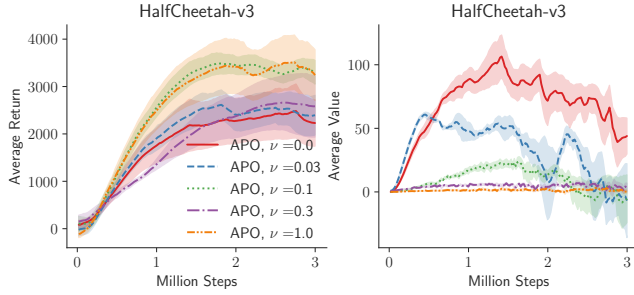 HalfCheetah-v3
Average Return
4000
3000
2000
1000
0
APO, ν =0.0
APO, ν =0.03
APO, ν =0.1
APO, ν =0.3
APO, ν =1.0
0 1 2 3
Million Steps
HalfCheetah-v3
Average Value
100
50
0
0 1 2 3
Million Steps